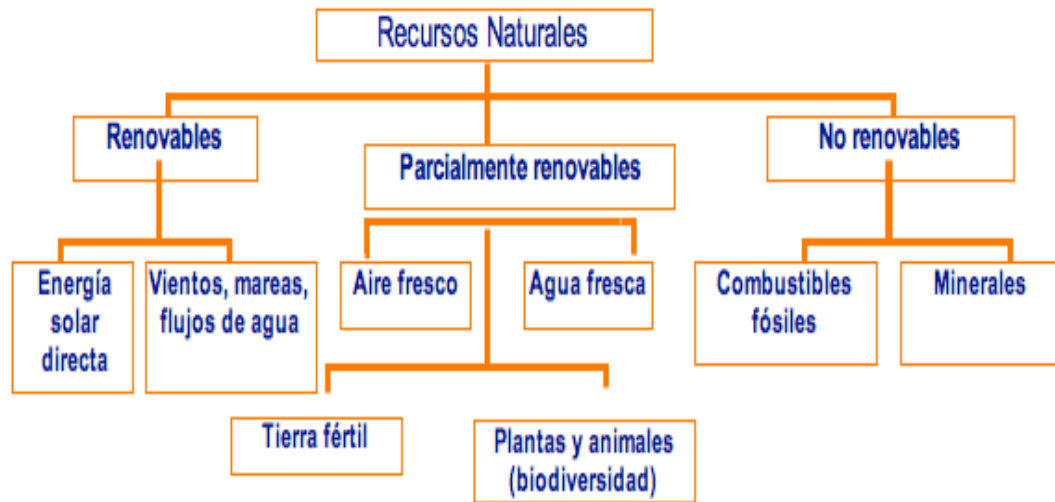 Recursos Naturales
Renovables
Parcialmente renovables
No renovables
Energía
solar
directa
Vientos, mareas,
flujos de agua
Aire fresco
Agua fresca
Combustibles
fósiles
Minerales
Tierra fértil
Plantas y animales
(biodiversidad)